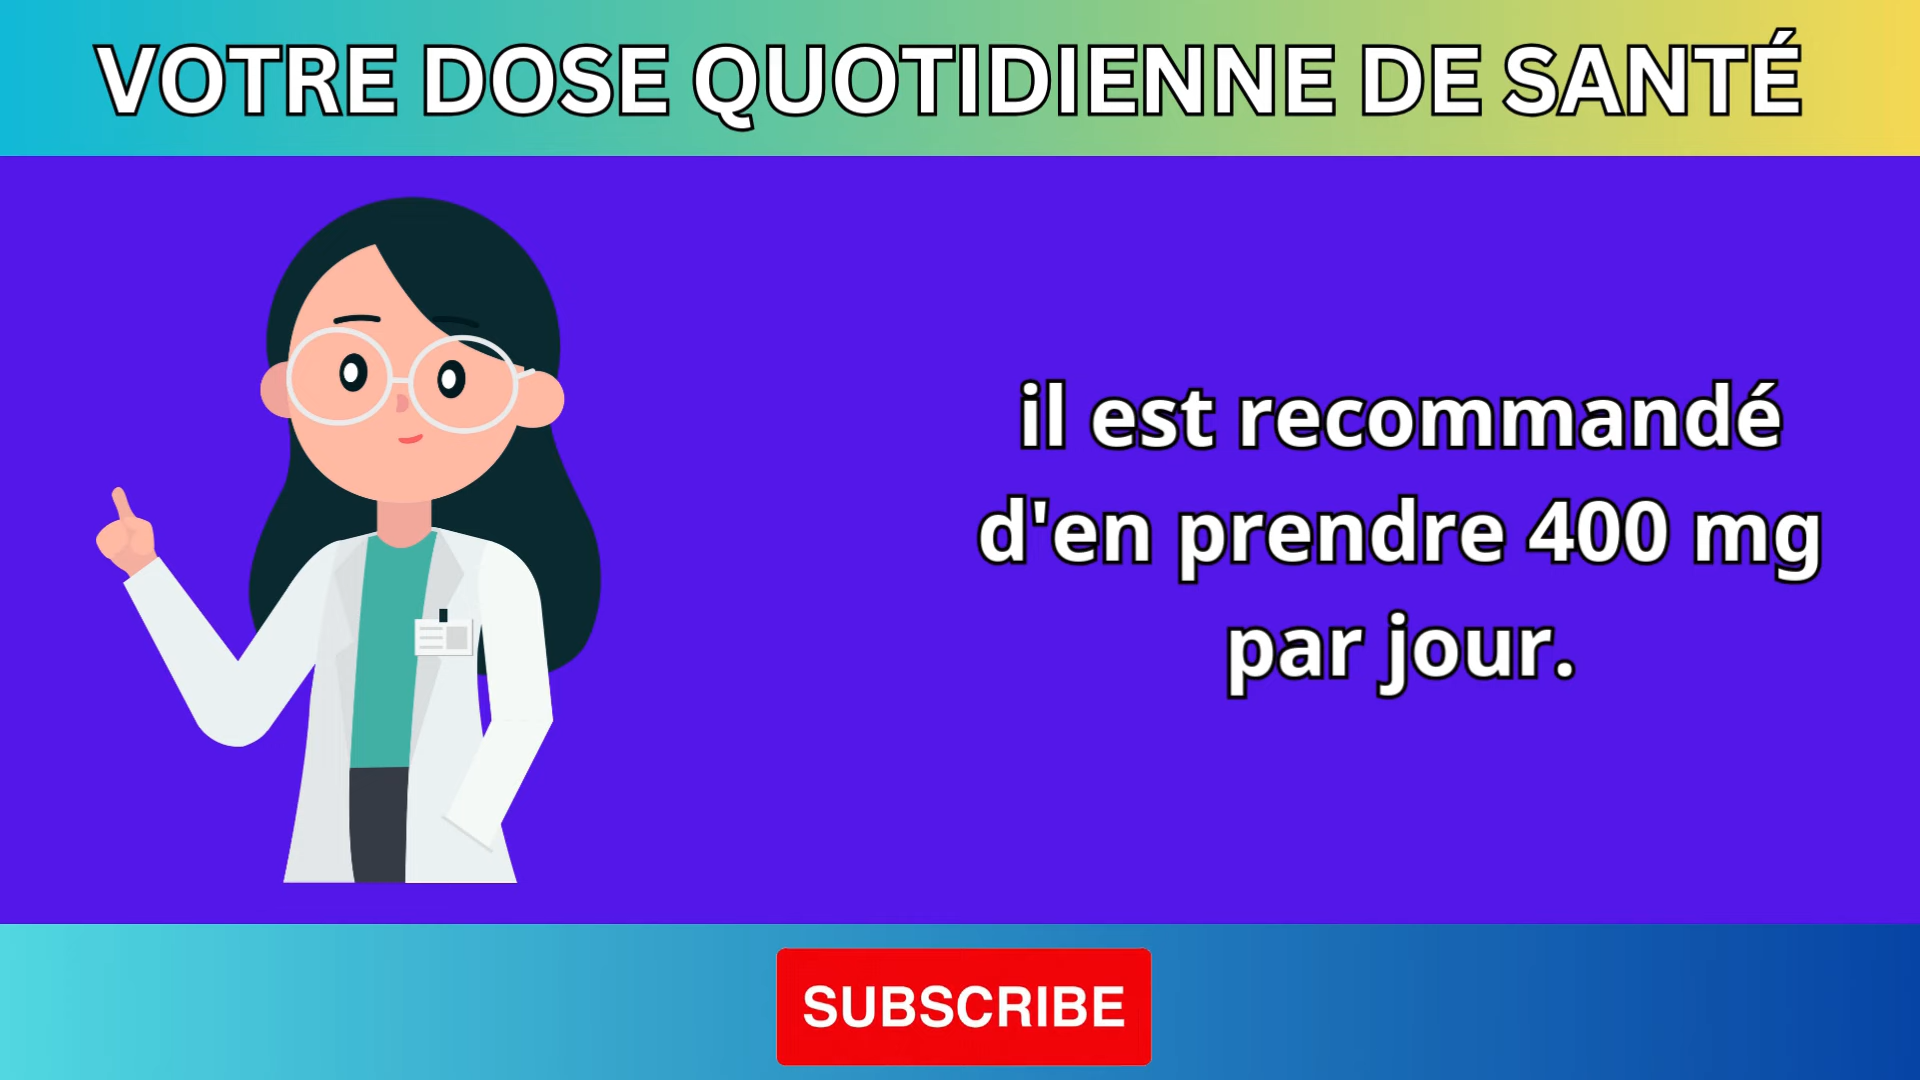 VOTRE DOSE QUOTIDIENNE DE SANTÉ
il est recommandé
d'en prendre 400 mg
par jour.
SUBSCRIBE